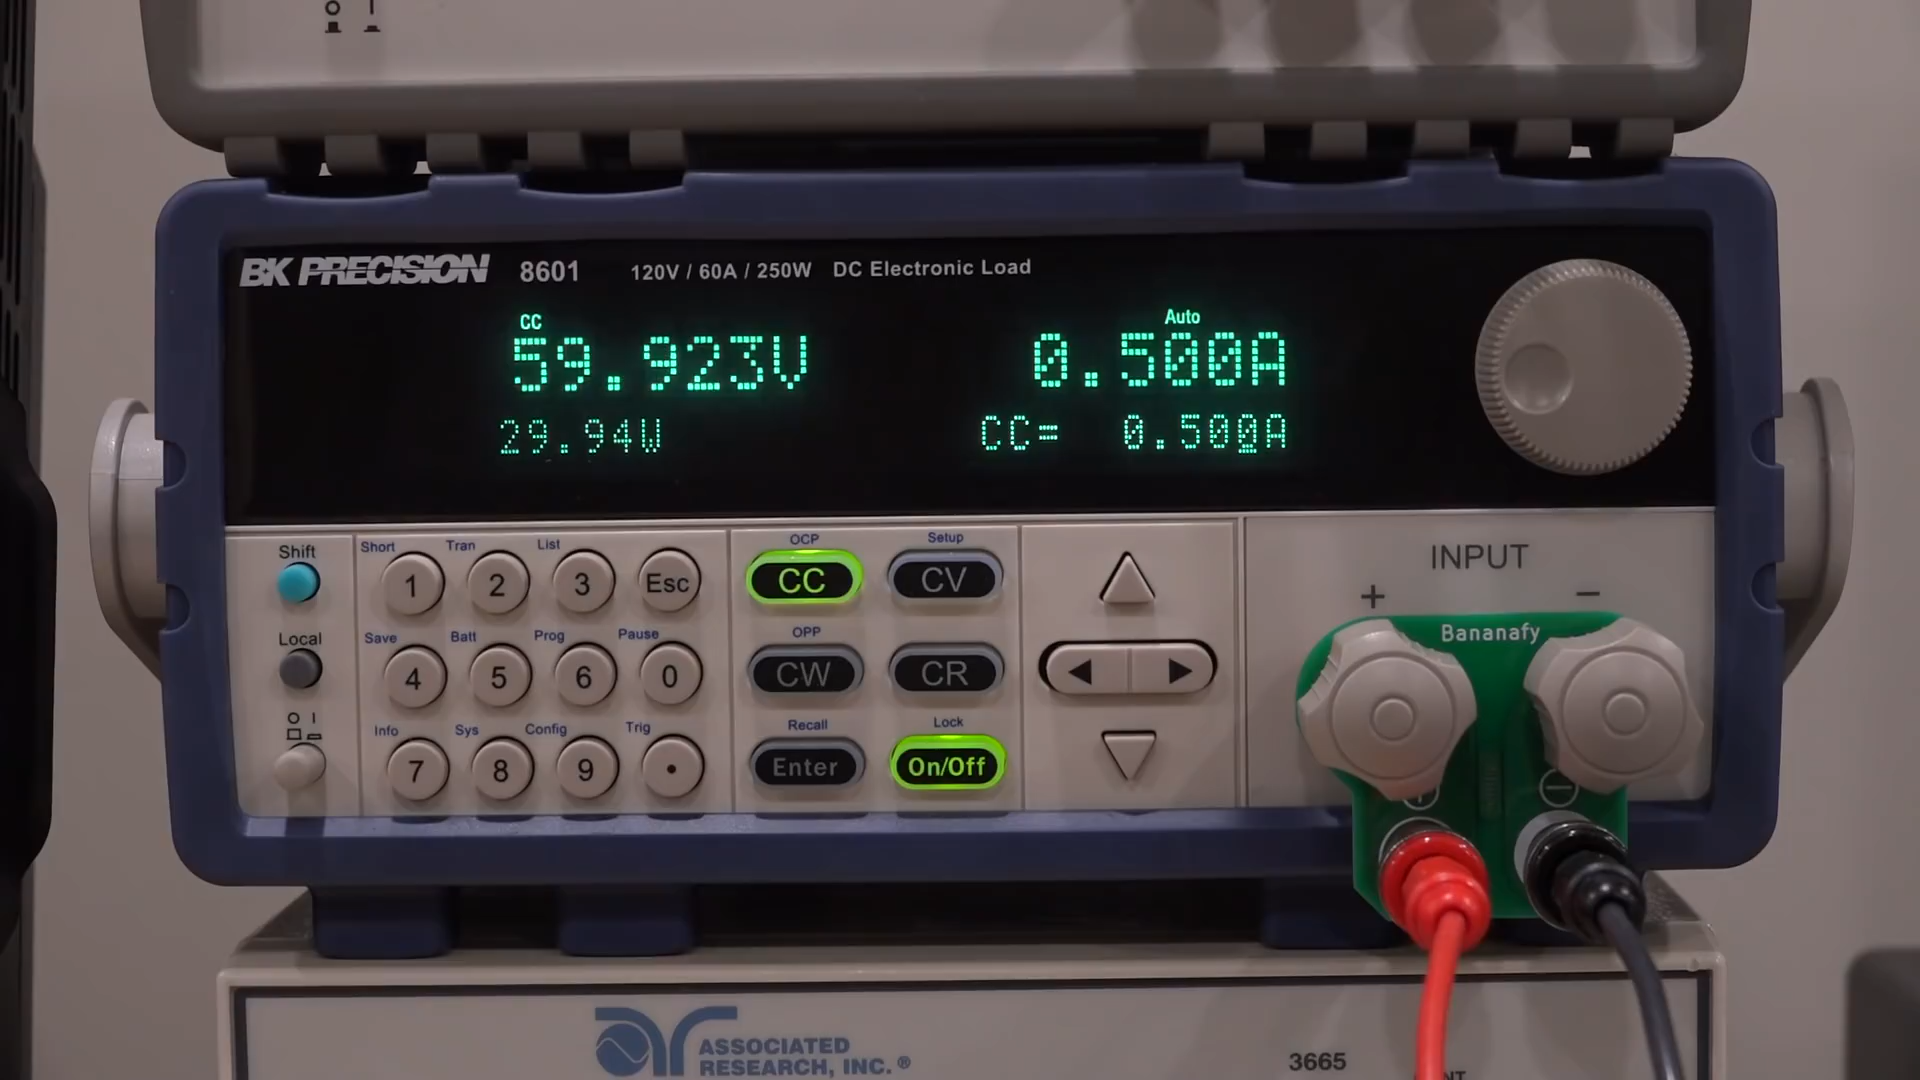 BK PRECISION 8601 120V / 60A / 250W DC Electronic Load
CC Auto
59.923V 0.500A
29.94W CC= 0.500A
Shift
Short Tran List
1 2 3 Esc
Local
Save Batt Prog Pause
4 5 6 0
Info Sys Config Trig
7 8 9 .
OCP Setup
CC CV
OPP
CW CR
Recall Lock
Enter On/Off
INPUT
+ −
Bananafy
ASSOCIATED
RESEARCH, INC.®
3665